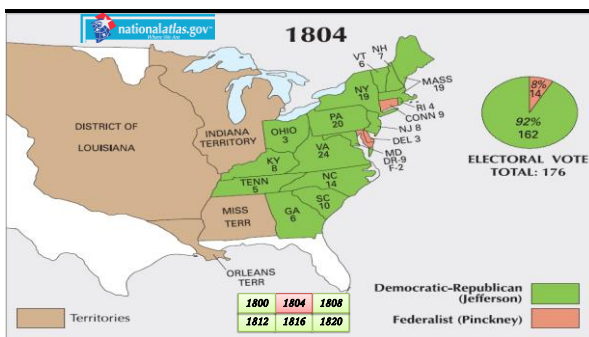 nationalatlas.gov™
Where We Are
1804
VT
6
NH
7
MASS
19
NY
19
RI 4
CONN 9
PA
20
NJ 8
DEL 3
MD
DR-9
F-2
OHIO
3
INDIANA
TERRITORY
DISTRICT OF
LOUISIANA
VA
24
KY
8
NC
14
TENN
5
SC
10
GA
6
MISS
TERR
ORLEANS
TERR
8%
14
92%
162
ELECTORAL VOTE
TOTAL: 176
Democratic-Republican
(Jefferson)
Federalist (Pinckney)
Territories
1800 1804 1808
1812 1816 1820